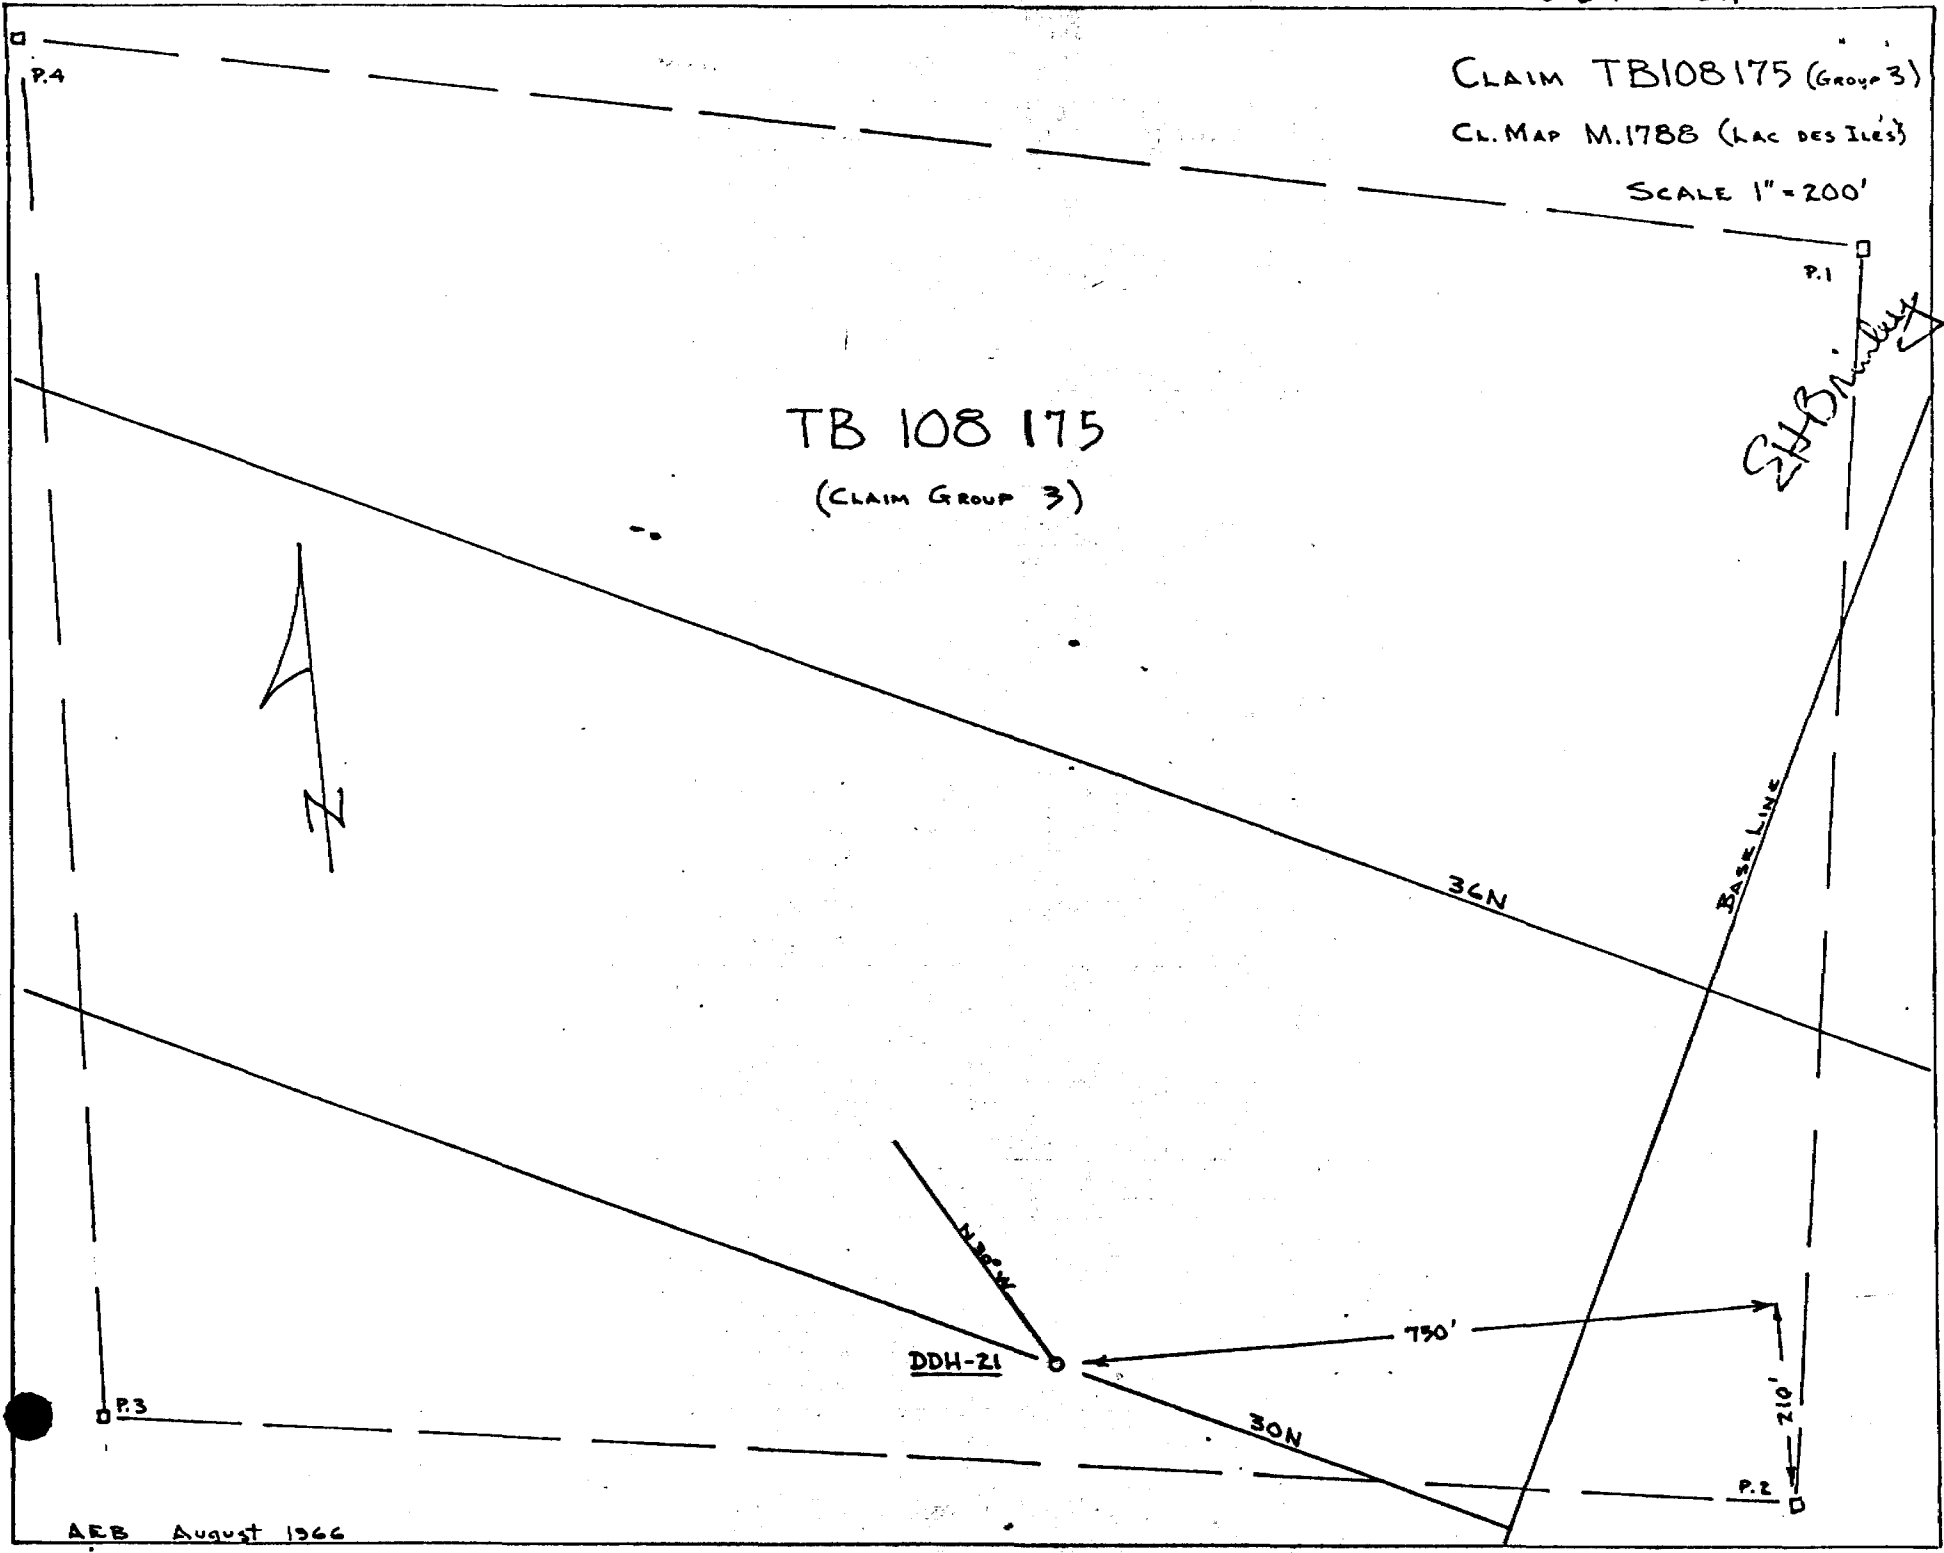 CLAIM TB108175 (GROUP 3)
CL. MAP M.1788 (LAC DES ILES)
SCALE 1" = 200'
P.4
P.1
TB 108 175
(CLAIM GROUP 3)
N
36N
BASE LINE
N30°W
750'
DDH-21
210'
P.3
30N
P.2
AEB August 1966